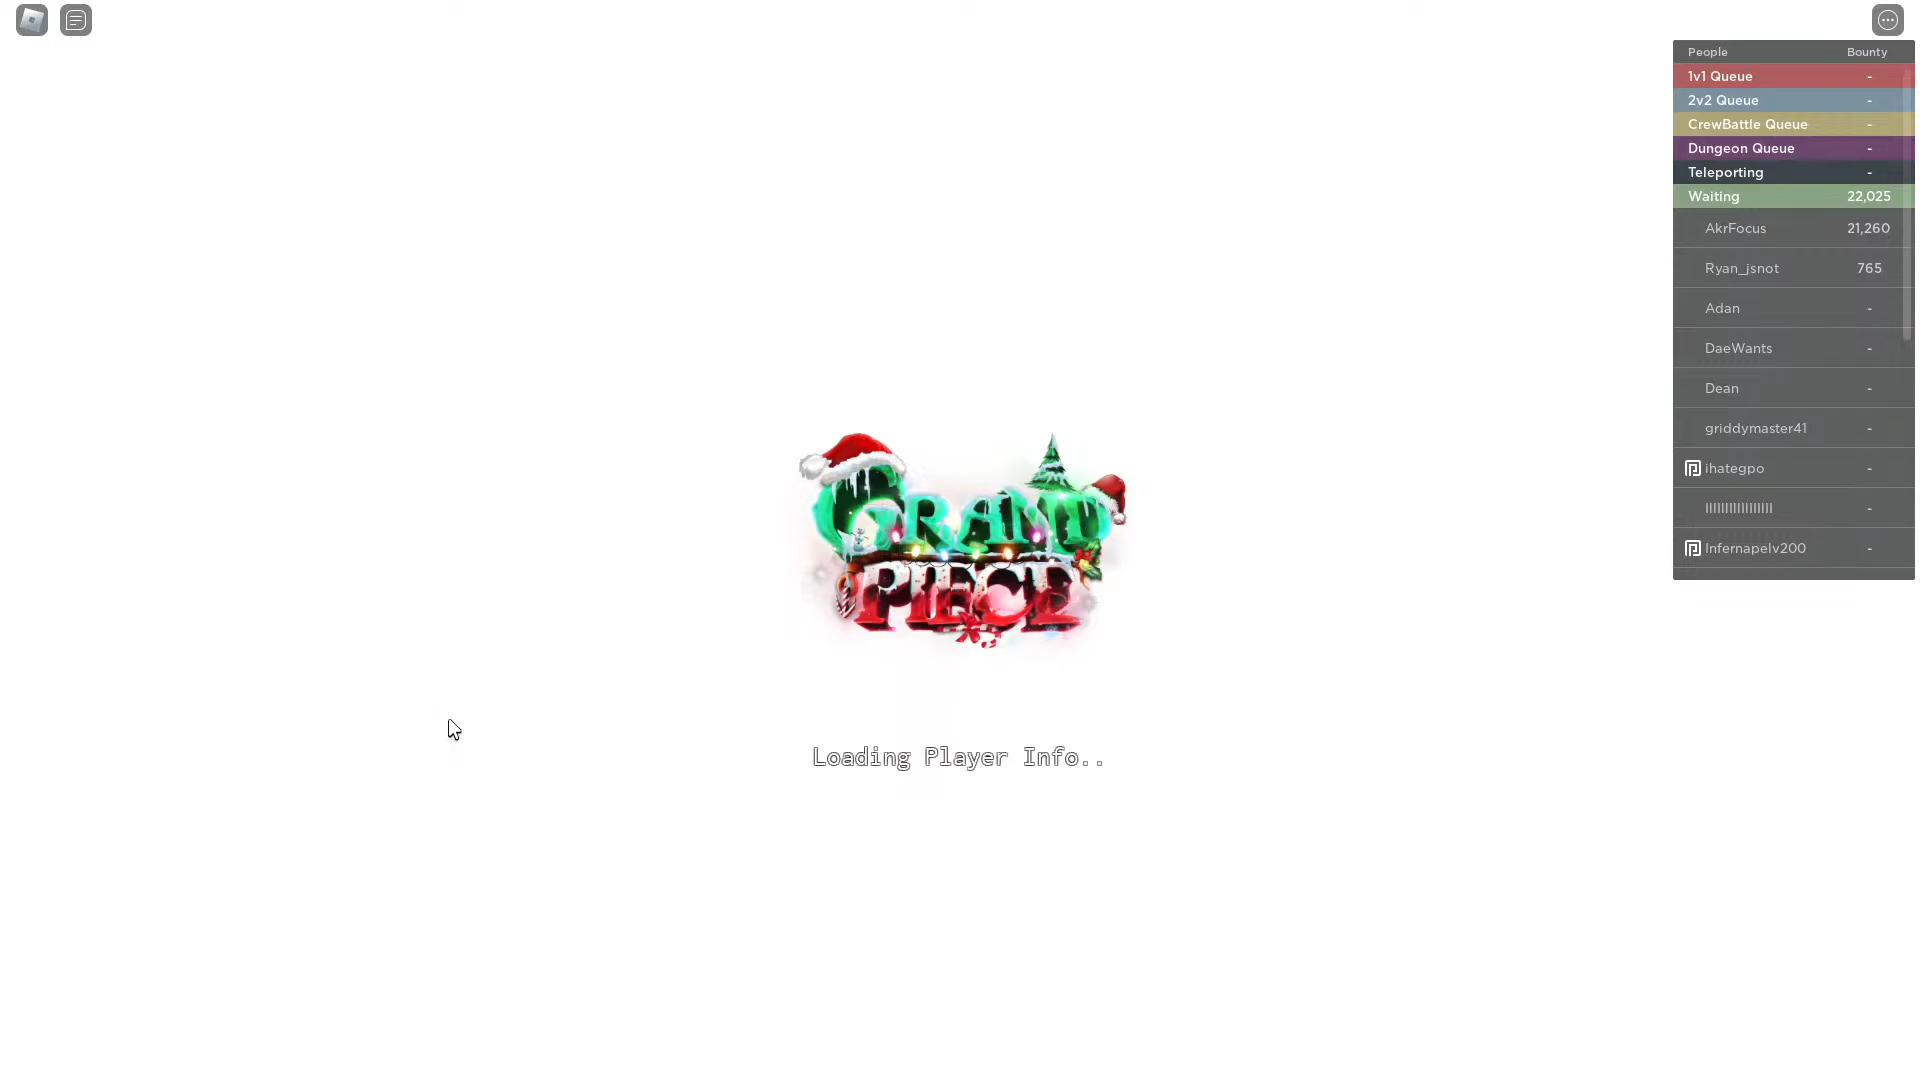 People Bounty
1v1 Queue -
2v2 Queue -
CrewBattle Queue -
Dungeon Queue -
Teleporting -
Waiting 22,025
AkrFocus 21,260
Ryan_jsnot 765
Adan -
DaeWants -
Dean -
griddymaster41 -
ihategpo -
Infernapelv200 -
GRAND
PIECE
Loading Player Info..